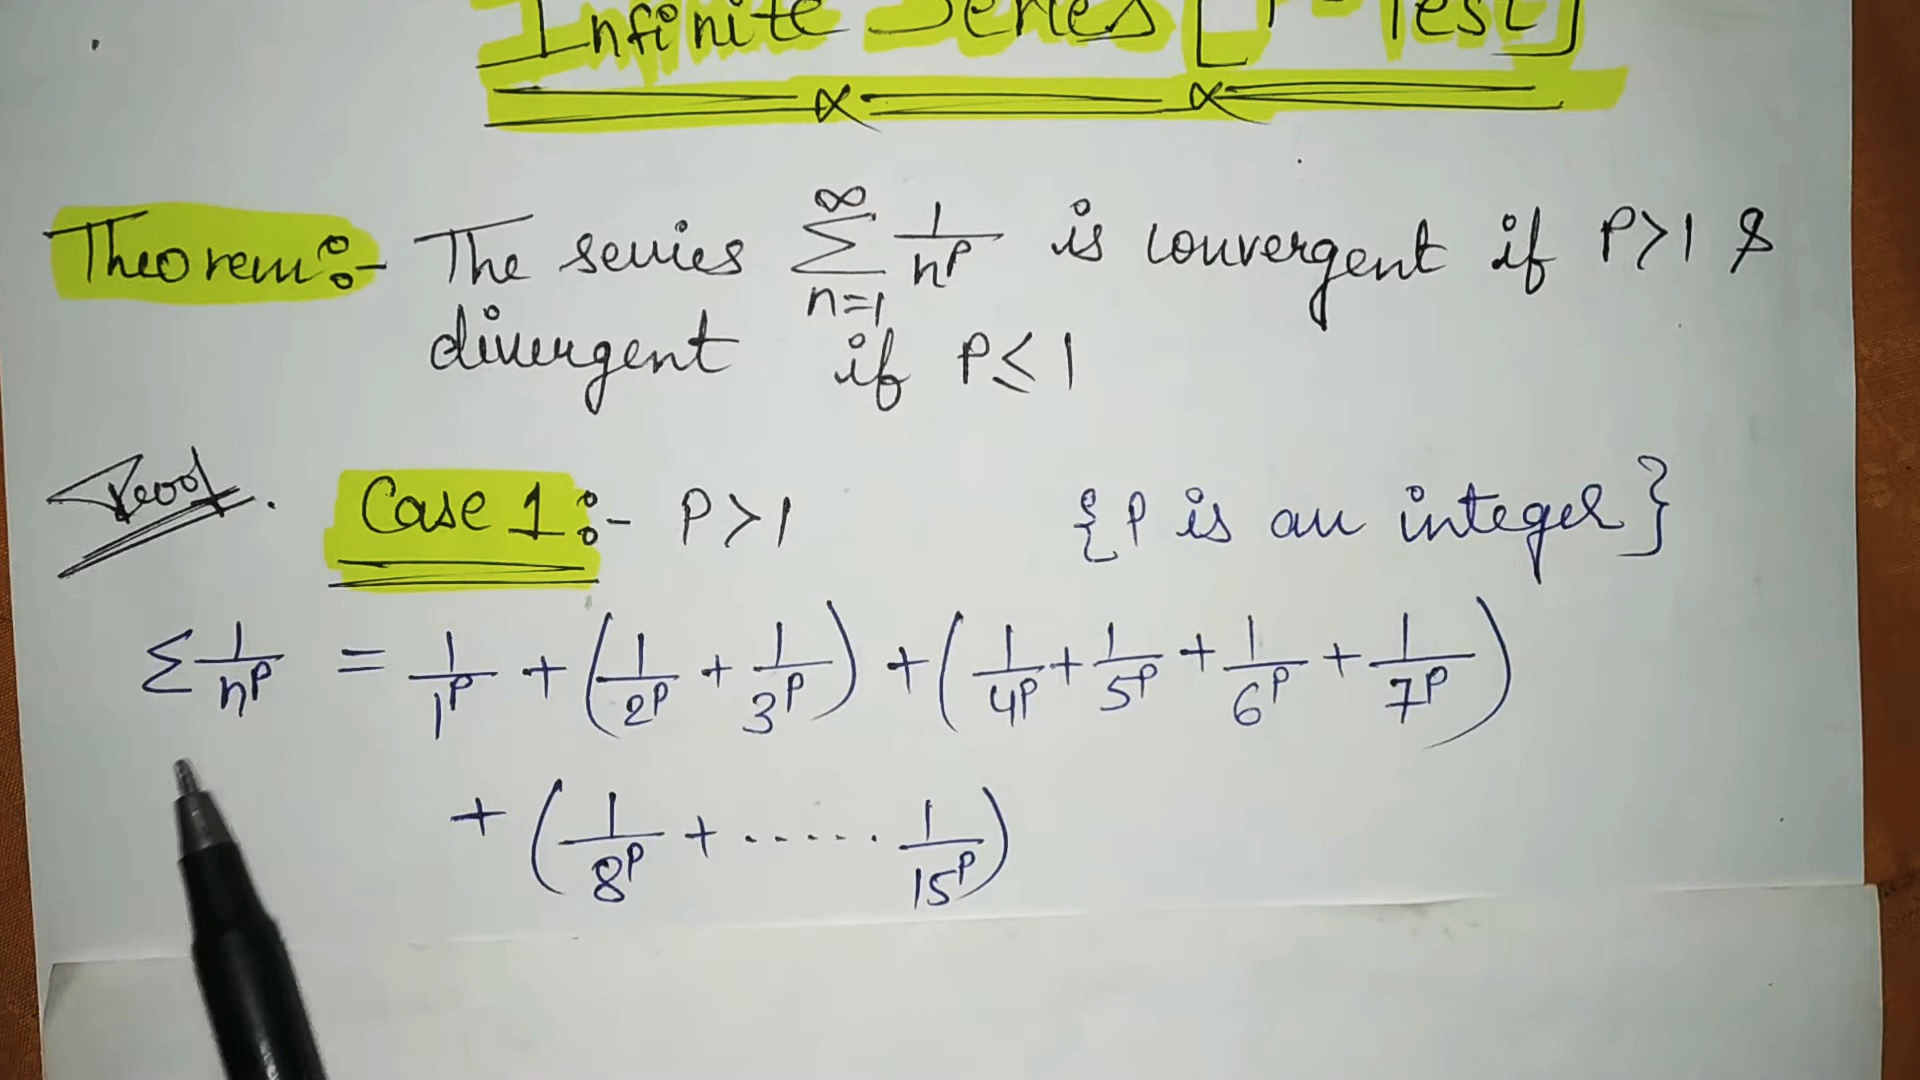 Infinite Series [P-Test]
Theorem:- The series ∑_{n=1}^{∞} 1/n^P is convergent if P>1 &
divergent if P≤1
Proof. Case 1:- P>1 {P is an integer}
∑ 1/n^P = 1/1^P + (1/2^P + 1/3^P) + (1/4^P + 1/5^P + 1/6^P + 1/7^P)
+ (1/8^P + ...... 1/15^P)